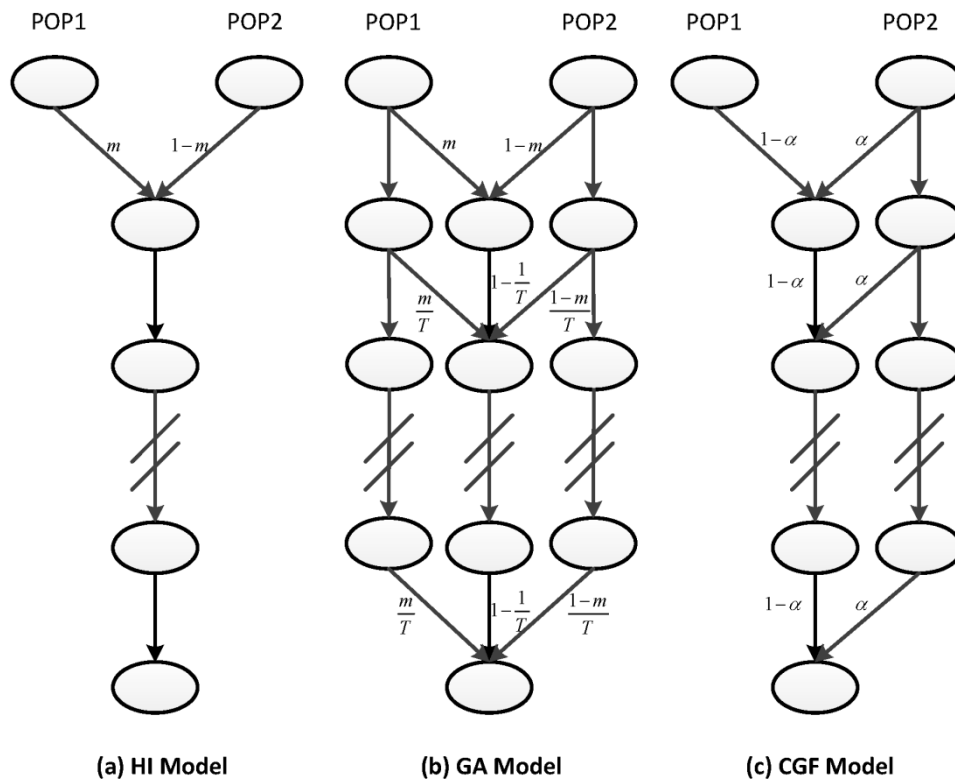 POP1 POP2 POP1 POP2 POP1 POP2
m 1−m m 1−m 1−α α
m/T 1−1/T 1−m/T 1−α α
m/T 1−1/T 1−m/T 1−α α
(a) HI Model (b) GA Model (c) CGF Model